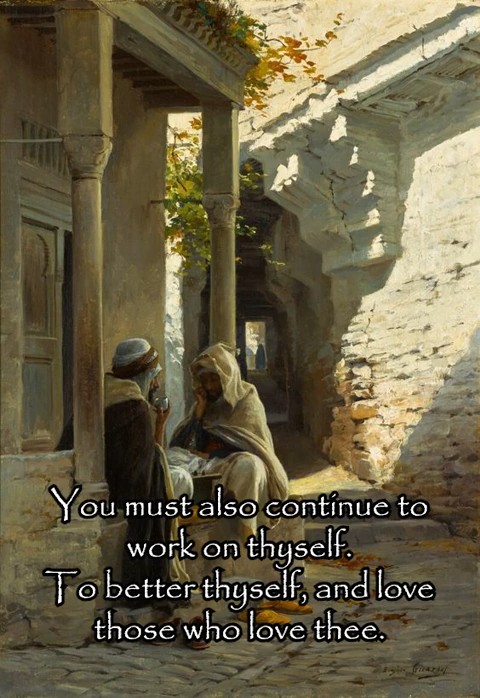 You must also continue to
work on thyself.
To better thyself, and love
those who love thee.